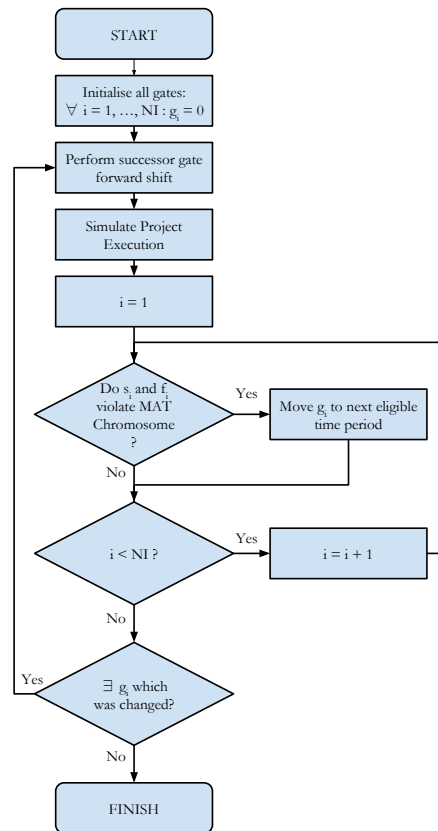 START
Initialise all gates:
∀ i = 1, …, NI : gᵢ = 0
Perform successor gate
forward shift
Simulate Project
Execution
i = 1
Do sᵢ and fᵢ
violate MAT
Chromosome
?
Yes
Move gᵢ to next eligible
time period
No
i < NI ?
Yes
i = i + 1
No
Yes
∃ gᵢ which
was changed?
No
FINISH